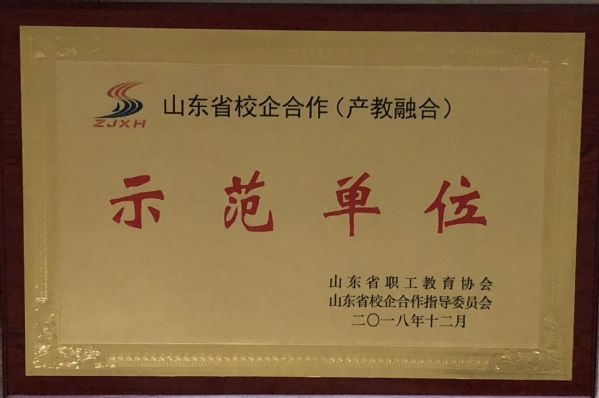 ZJXH
山东省校企合作（产教融合）
示范单位
山东省职工教育协会
山东省校企合作指导委员会
二〇一八年十二月